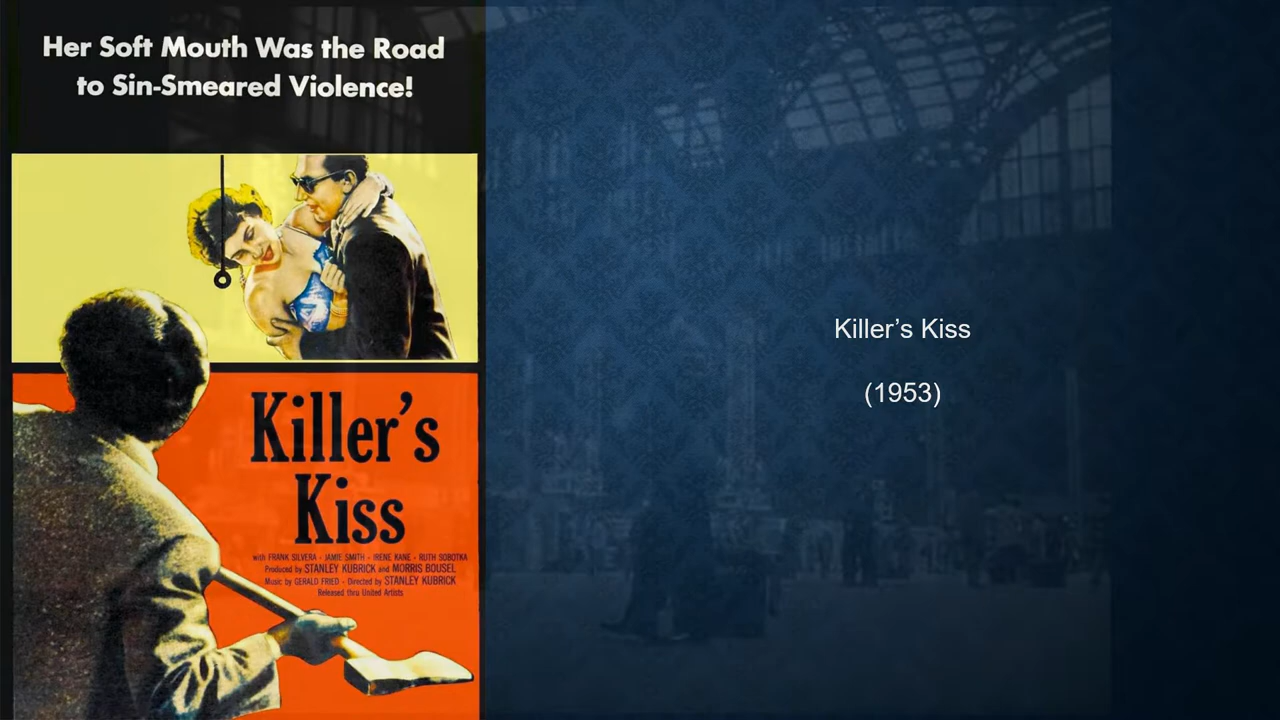 Her Soft Mouth Was the Road
to Sin-Smeared Violence!
Killer's
Kiss
with FRANK SILVERA - JAMIE SMITH - IRENE KANE - RUTH SOBOTKA
Produced by STANLEY KUBRICK and MORRIS BOUSEL
Music by GERALD FRIED - Directed by STANLEY KUBRICK
Released thru United Artists
Killer’s Kiss
(1953)